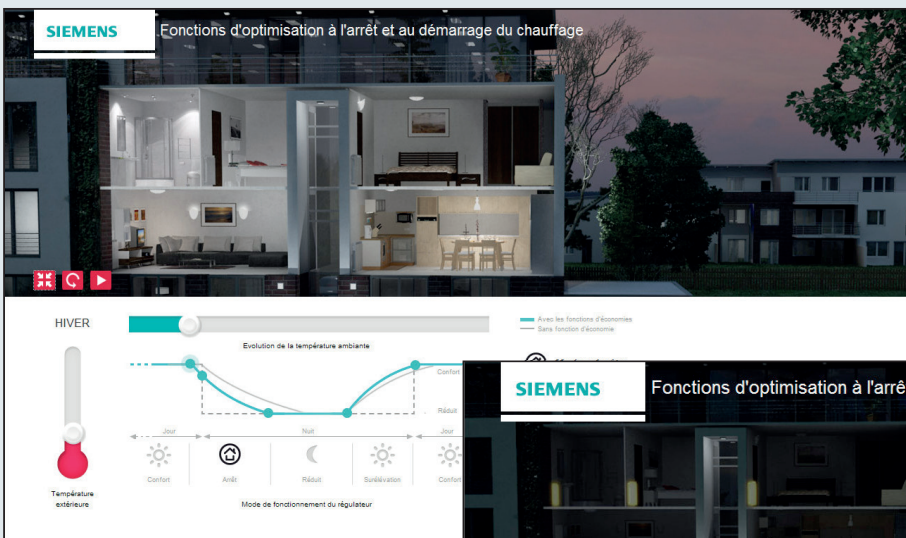 SIEMENS
Fonctions d'optimisation à l'arrêt et au démarrage du chauffage
HIVER
Avec les fonctions d'économies
Sans fonction d'économie
Evolution de la température ambiante
Confort
Réduit
Jour
Nuit
Jour
Confort
Arrêt
Réduit
Surélévation
Confort
Température
extérieure
Mode de fonctionnement du régulateur
SIEMENS
Fonctions d'optimisation à l'arrê